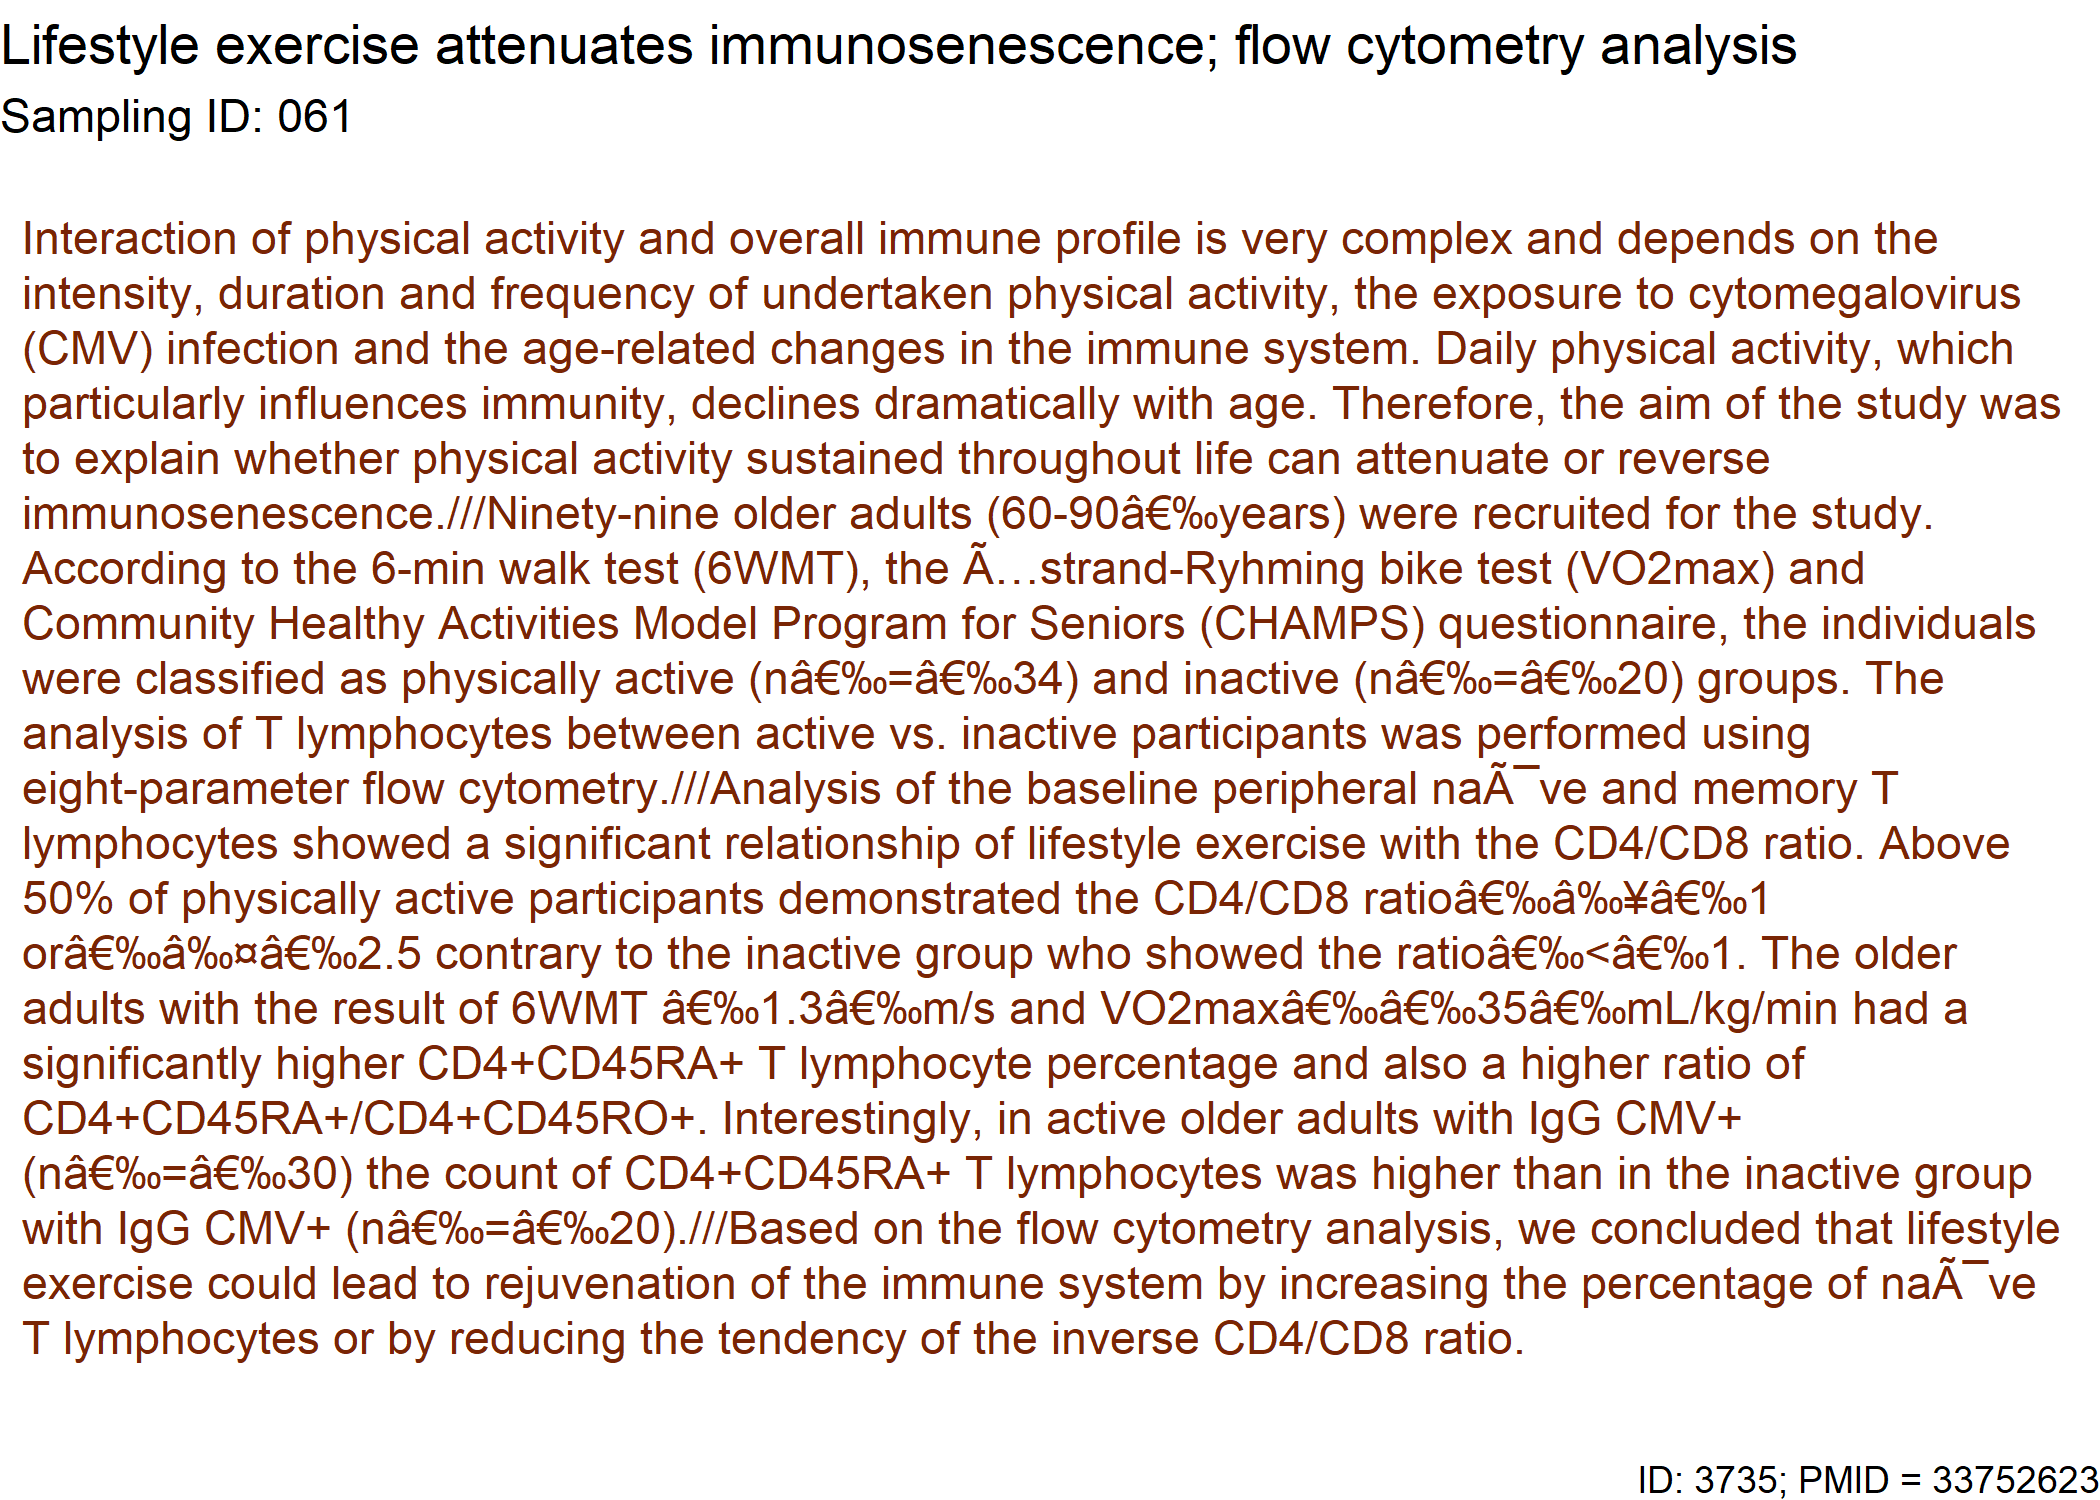 Lifestyle exercise attenuates immunosenescence; flow cytometry analysis
Sampling ID: 061
Interaction of physical activity and overall immune profile is very complex and depends on the
intensity, duration and frequency of undertaken physical activity, the exposure to cytomegalovirus
(CMV) infection and the age-related changes in the immune system. Daily physical activity, which
particularly influences immunity, declines dramatically with age. Therefore, the aim of the study was
to explain whether physical activity sustained throughout life can attenuate or reverse
immunosenescence.///Ninety-nine older adults (60-90â€‰years) were recruited for the study.
According to the 6-min walk test (6WMT), the Ã…strand-Ryhming bike test (VO2max) and
Community Healthy Activities Model Program for Seniors (CHAMPS) questionnaire, the individuals
were classified as physically active (nâ€‰=â€‰34) and inactive (nâ€‰=â€‰20) groups. The
analysis of T lymphocytes between active vs. inactive participants was performed using
eight-parameter flow cytometry.///Analysis of the baseline peripheral naÃ¯ve and memory T
lymphocytes showed a significant relationship of lifestyle exercise with the CD4/CD8 ratio. Above
50% of physically active participants demonstrated the CD4/CD8 ratioâ€‰â‰¥â€‰1
orâ€‰â‰¤â€‰2.5 contrary to the inactive group who showed the ratioâ€‰<â€‰1. The older
adults with the result of 6WMT â€‰1.3â€‰m/s and VO2maxâ€‰â€‰35â€‰mL/kg/min had a
significantly higher CD4+CD45RA+ T lymphocyte percentage and also a higher ratio of
CD4+CD45RA+/CD4+CD45RO+. Interestingly, in active older adults with IgG CMV+
(nâ€‰=â€‰30) the count of CD4+CD45RA+ T lymphocytes was higher than in the inactive group
with IgG CMV+ (nâ€‰=â€‰20).///Based on the flow cytometry analysis, we concluded that lifestyle
exercise could lead to rejuvenation of the immune system by increasing the percentage of naÃ¯ve
T lymphocytes or by reducing the tendency of the inverse CD4/CD8 ratio.
ID: 3735; PMID = 33752623